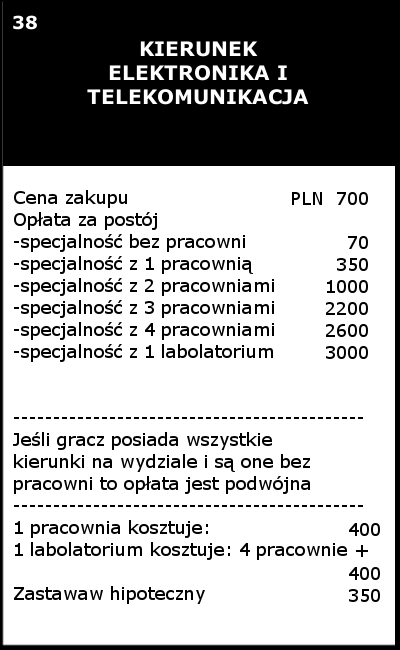 38
KIERUNEK
ELEKTRONIKA I
TELEKOMUNIKACJA
Cena zakupu PLN 700
Opłata za postój
-specjalność bez pracowni 70
-specjalność z 1 pracownią 350
-specjalność z 2 pracowniami 1000
-specjalność z 3 pracowniami 2200
-specjalność z 4 pracowniami 2600
-specjalność z 1 labolatorium 3000
--------------------------------------------
Jeśli gracz posiada wszystkie
kierunki na wydziale i są one bez
pracowni to opłata jest podwójna
--------------------------------------------
1 pracownia kosztuje: 400
1 labolatorium kosztuje: 4 pracownie +
400
Zastawaw hipoteczny 350